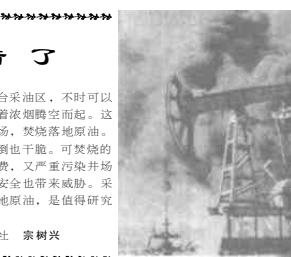 了
台采油区，不时可以
着浓烟腾空而起。这
场，焚烧落地原油。
倒也干脆。可焚烧的
费，又严重污染井场
安全也带来威胁。采
地原油，是值得研究
社 宗树兴